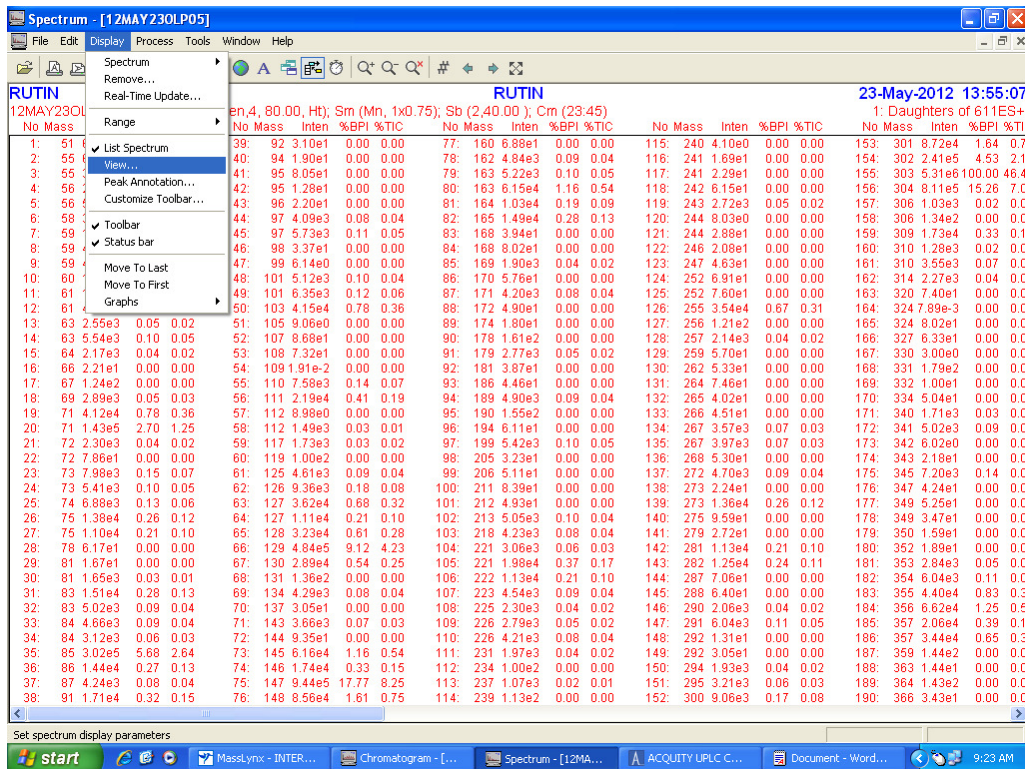 Spectrum - [12MAY23OLP05]
File Edit Display Process Tools Window Help
Spectrum
Remove...
Real-Time Update...
Range
List Spectrum
View...
Peak Annotation...
Customize Toolbar...
Toolbar
Status bar
Move To Last
Move To First
Graphs
RUTIN RUTIN 23-May-2012 13:55:07
en,4, 80.00, Ht); Sm (Mn, 1x0.75); Sb (2,40.00 ); Cm (23:45) 1: Daughters of 611ES+
No Mass No Mass Inten %BPI %TIC No Mass Inten %BPI %TIC No Mass Inten %BPI %TIC No Mass Inten %BPI
1: 51 39: 92 3.10e1 0.00 0.00 77: 160 6.88e1 0.00 0.00 115: 240 4.10e0 0.00 0.00 153: 301 8.72e4 1.64
2: 55 40: 94 1.90e1 0.00 0.00 78: 162 4.84e3 0.09 0.04 116: 241 1.69e1 0.00 0.00 154: 302 2.41e5 4.53
3: 55 41: 95 8.05e1 0.00 0.00 79: 163 5.22e3 0.10 0.05 117: 241 2.29e1 0.00 0.00 155: 303 5.31e6 100.00
4: 56 42: 95 1.28e1 0.00 0.00 80: 163 6.15e4 1.16 0.54 118: 242 6.15e1 0.00 0.00 156: 304 8.11e5 15.26
5: 56 43: 96 2.20e1 0.00 0.00 81: 164 1.03e4 0.19 0.09 119: 243 2.72e3 0.05 0.02 157: 306 1.03e3 0.02
6: 58 44: 97 4.09e3 0.08 0.04 82: 165 1.49e4 0.28 0.13 120: 244 8.03e0 0.00 0.00 158: 306 1.34e2 0.00
7: 59 45: 97 5.73e3 0.11 0.05 83: 168 3.94e1 0.00 0.00 121: 244 2.88e1 0.00 0.00 159: 309 1.73e4 0.33
8: 59 46: 98 3.37e1 0.00 0.00 84: 168 8.02e1 0.00 0.00 122: 246 2.08e1 0.00 0.00 160: 310 1.28e3 0.02
9: 59 47: 99 6.14e0 0.00 0.00 85: 169 1.90e3 0.04 0.02 123: 247 4.63e1 0.00 0.00 161: 310 3.55e3 0.07
10: 60 48: 101 5.12e3 0.10 0.04 86: 170 5.76e1 0.00 0.00 124: 252 6.91e1 0.00 0.00 162: 314 2.27e3 0.04
11: 61 49: 101 6.35e3 0.12 0.06 87: 171 4.20e3 0.08 0.04 125: 252 7.60e1 0.00 0.00 163: 320 7.40e1 0.00
12: 61 50: 103 4.15e4 0.78 0.36 88: 172 4.90e1 0.00 0.00 126: 255 3.54e4 0.67 0.31 164: 324 7.89e-3 0.00
13: 63 2.55e3 0.05 0.02 51: 105 9.06e0 0.00 0.00 89: 174 1.80e1 0.00 0.00 127: 256 1.21e2 0.00 0.00 165: 324 8.02e1 0.00
14: 63 5.54e3 0.10 0.05 52: 107 8.68e1 0.00 0.00 90: 178 1.61e2 0.00 0.00 128: 257 2.14e3 0.04 0.02 166: 327 6.33e1 0.00
15: 64 2.17e3 0.04 0.02 53: 108 7.32e1 0.00 0.00 91: 179 2.77e3 0.05 0.02 129: 259 5.70e1 0.00 0.00 167: 330 3.00e0 0.00
16: 66 2.21e1 0.00 0.00 54: 109 1.91e-2 0.00 0.00 92: 181 3.87e1 0.00 0.00 130: 262 5.33e1 0.00 0.00 168: 331 1.79e2 0.00
17: 67 1.24e2 0.00 0.00 55: 110 7.58e3 0.14 0.07 93: 186 4.46e1 0.00 0.00 131: 264 7.46e1 0.00 0.00 169: 332 1.00e1 0.00
18: 69 2.89e3 0.05 0.03 56: 111 2.19e4 0.41 0.19 94: 189 4.90e3 0.09 0.04 132: 265 4.02e1 0.00 0.00 170: 334 5.04e1 0.00
19: 71 4.12e4 0.78 0.36 57: 112 8.98e0 0.00 0.00 95: 190 1.55e2 0.00 0.00 133: 266 4.51e1 0.00 0.00 171: 340 1.71e3 0.03
20: 71 1.43e5 2.70 1.25 58: 112 1.49e3 0.03 0.01 96: 194 6.11e1 0.00 0.00 134: 267 3.57e3 0.07 0.03 172: 341 5.02e3 0.09
21: 72 2.30e3 0.04 0.02 59: 117 1.73e3 0.03 0.02 97: 199 5.42e3 0.10 0.05 135: 267 3.97e3 0.07 0.03 173: 342 6.02e0 0.00
22: 72 7.86e1 0.00 0.00 60: 119 1.00e2 0.00 0.00 98: 205 3.23e1 0.00 0.00 136: 268 5.30e1 0.00 0.00 174: 343 2.18e1 0.00
23: 73 7.98e3 0.15 0.07 61: 125 4.61e3 0.09 0.04 99: 206 5.11e1 0.00 0.00 137: 272 4.70e3 0.09 0.04 175: 345 7.20e3 0.14
24: 73 5.41e3 0.10 0.05 62: 126 9.36e3 0.18 0.08 100: 211 8.39e1 0.00 0.00 138: 273 2.24e1 0.00 0.00 176: 347 4.24e1 0.00
25: 74 6.88e3 0.13 0.06 63: 127 3.62e4 0.68 0.32 101: 212 4.93e1 0.00 0.00 139: 273 1.36e4 0.26 0.12 177: 349 5.25e1 0.00
26: 75 1.38e4 0.26 0.12 64: 127 1.11e4 0.21 0.10 102: 213 5.05e3 0.10 0.04 140: 275 9.59e1 0.00 0.00 178: 349 3.47e1 0.00
27: 75 1.10e4 0.21 0.10 65: 128 3.23e4 0.61 0.28 103: 218 4.23e3 0.08 0.04 141: 279 2.72e1 0.00 0.00 179: 350 1.59e1 0.00
28: 78 6.17e1 0.00 0.00 66: 129 4.84e5 9.12 4.23 104: 221 3.06e3 0.06 0.03 142: 281 1.13e4 0.21 0.10 180: 352 1.89e1 0.00
29: 81 1.67e1 0.00 0.00 67: 130 2.89e4 0.54 0.25 105: 221 1.98e4 0.37 0.17 143: 282 1.25e4 0.24 0.11 181: 353 2.84e3 0.05
30: 81 1.65e3 0.03 0.01 68: 131 1.36e2 0.00 0.00 106: 222 1.13e4 0.21 0.10 144: 287 7.06e1 0.00 0.00 182: 354 6.04e3 0.11
31: 83 1.51e4 0.28 0.13 69: 134 4.29e3 0.08 0.04 107: 223 4.54e3 0.09 0.04 145: 288 6.40e1 0.00 0.00 183: 355 4.40e4 0.83
32: 83 5.02e3 0.09 0.04 70: 137 3.05e1 0.00 0.00 108: 225 2.30e3 0.04 0.02 146: 290 2.06e3 0.04 0.02 184: 356 6.62e4 1.25
33: 84 4.66e3 0.09 0.04 71: 143 3.66e3 0.07 0.03 109: 226 2.79e3 0.05 0.02 147: 291 6.04e3 0.11 0.05 185: 357 2.06e4 0.39
34: 84 3.12e3 0.06 0.03 72: 144 9.35e1 0.00 0.00 110: 226 4.21e3 0.08 0.04 148: 292 1.31e1 0.00 0.00 186: 357 3.44e4 0.65
35: 85 3.02e5 5.68 2.64 73: 145 6.16e4 1.16 0.54 111: 231 1.97e3 0.04 0.02 149: 292 3.05e1 0.00 0.00 187: 359 1.44e2 0.00
36: 86 1.44e4 0.27 0.13 74: 146 1.74e4 0.33 0.15 112: 234 1.00e2 0.00 0.00 150: 294 1.93e3 0.04 0.02 188: 363 1.44e1 0.00
37: 87 4.24e3 0.08 0.04 75: 147 9.44e5 17.77 8.25 113: 237 1.07e3 0.02 0.01 151: 295 3.21e3 0.06 0.03 189: 364 1.43e2 0.00
38: 91 1.71e4 0.32 0.15 76: 148 8.56e4 1.61 0.75 114: 239 1.13e2 0.00 0.00 152: 300 9.06e3 0.17 0.08 190: 366 3.43e1 0.00
Set spectrum display parameters
start MassLynx - INTER... Chromatogram - [... Spectrum - [12MA... ACQUITY UPLC C... Document - Word... 9:23 AM